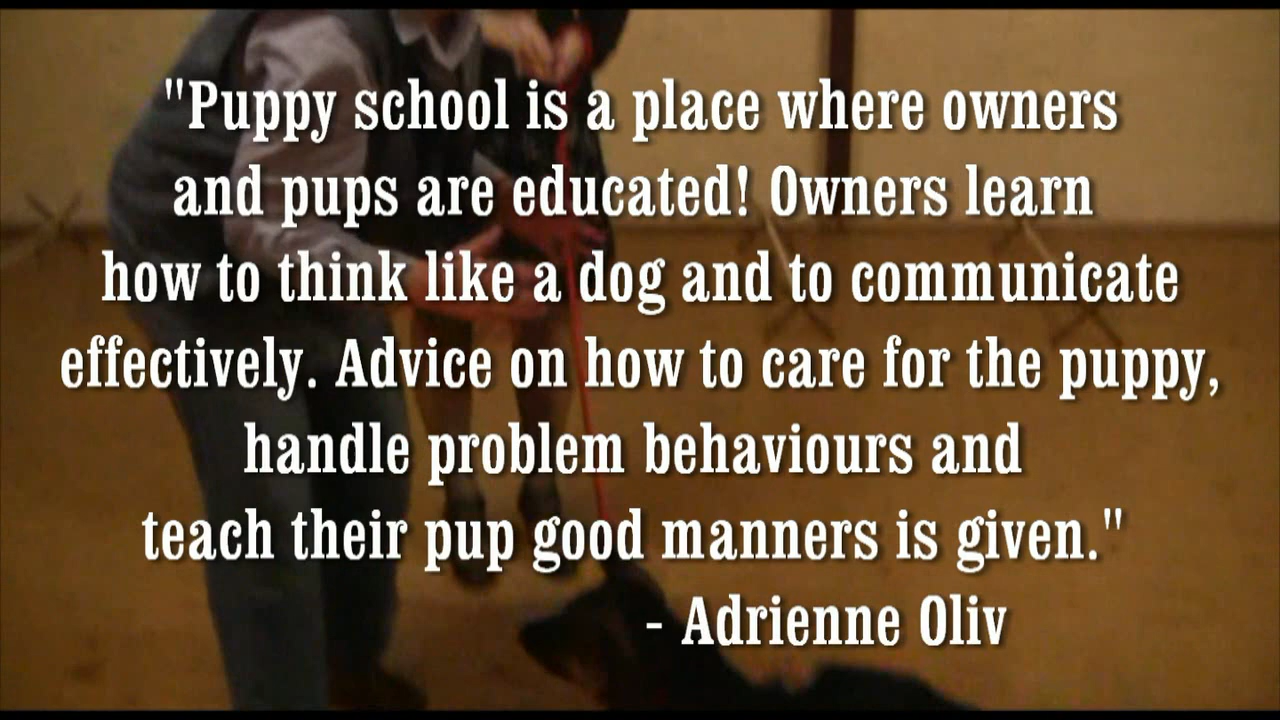 "Puppy school is a place where owners
and pups are educated! Owners learn
how to think like a dog and to communicate
effectively. Advice on how to care for the puppy,
handle problem behaviours and
teach their pup good manners is given."
- Adrienne Oliv